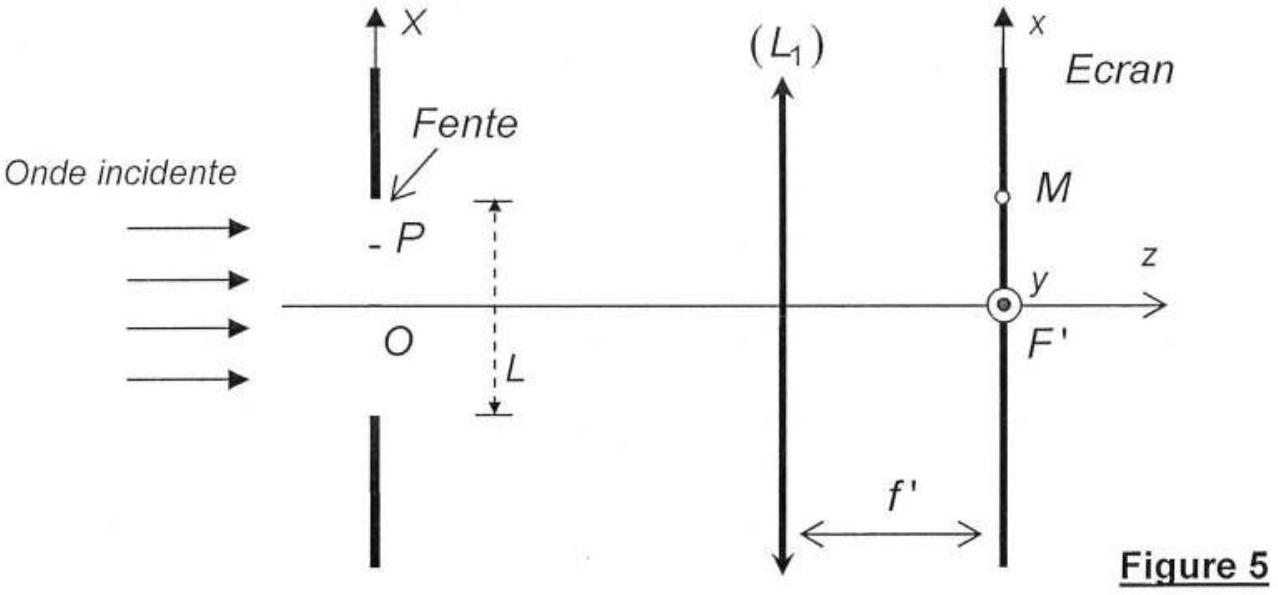 X
(L₁)
x
Ecran
Fente
Onde incidente
M
- P
z
y
O
F'
L
f'
Figure 5